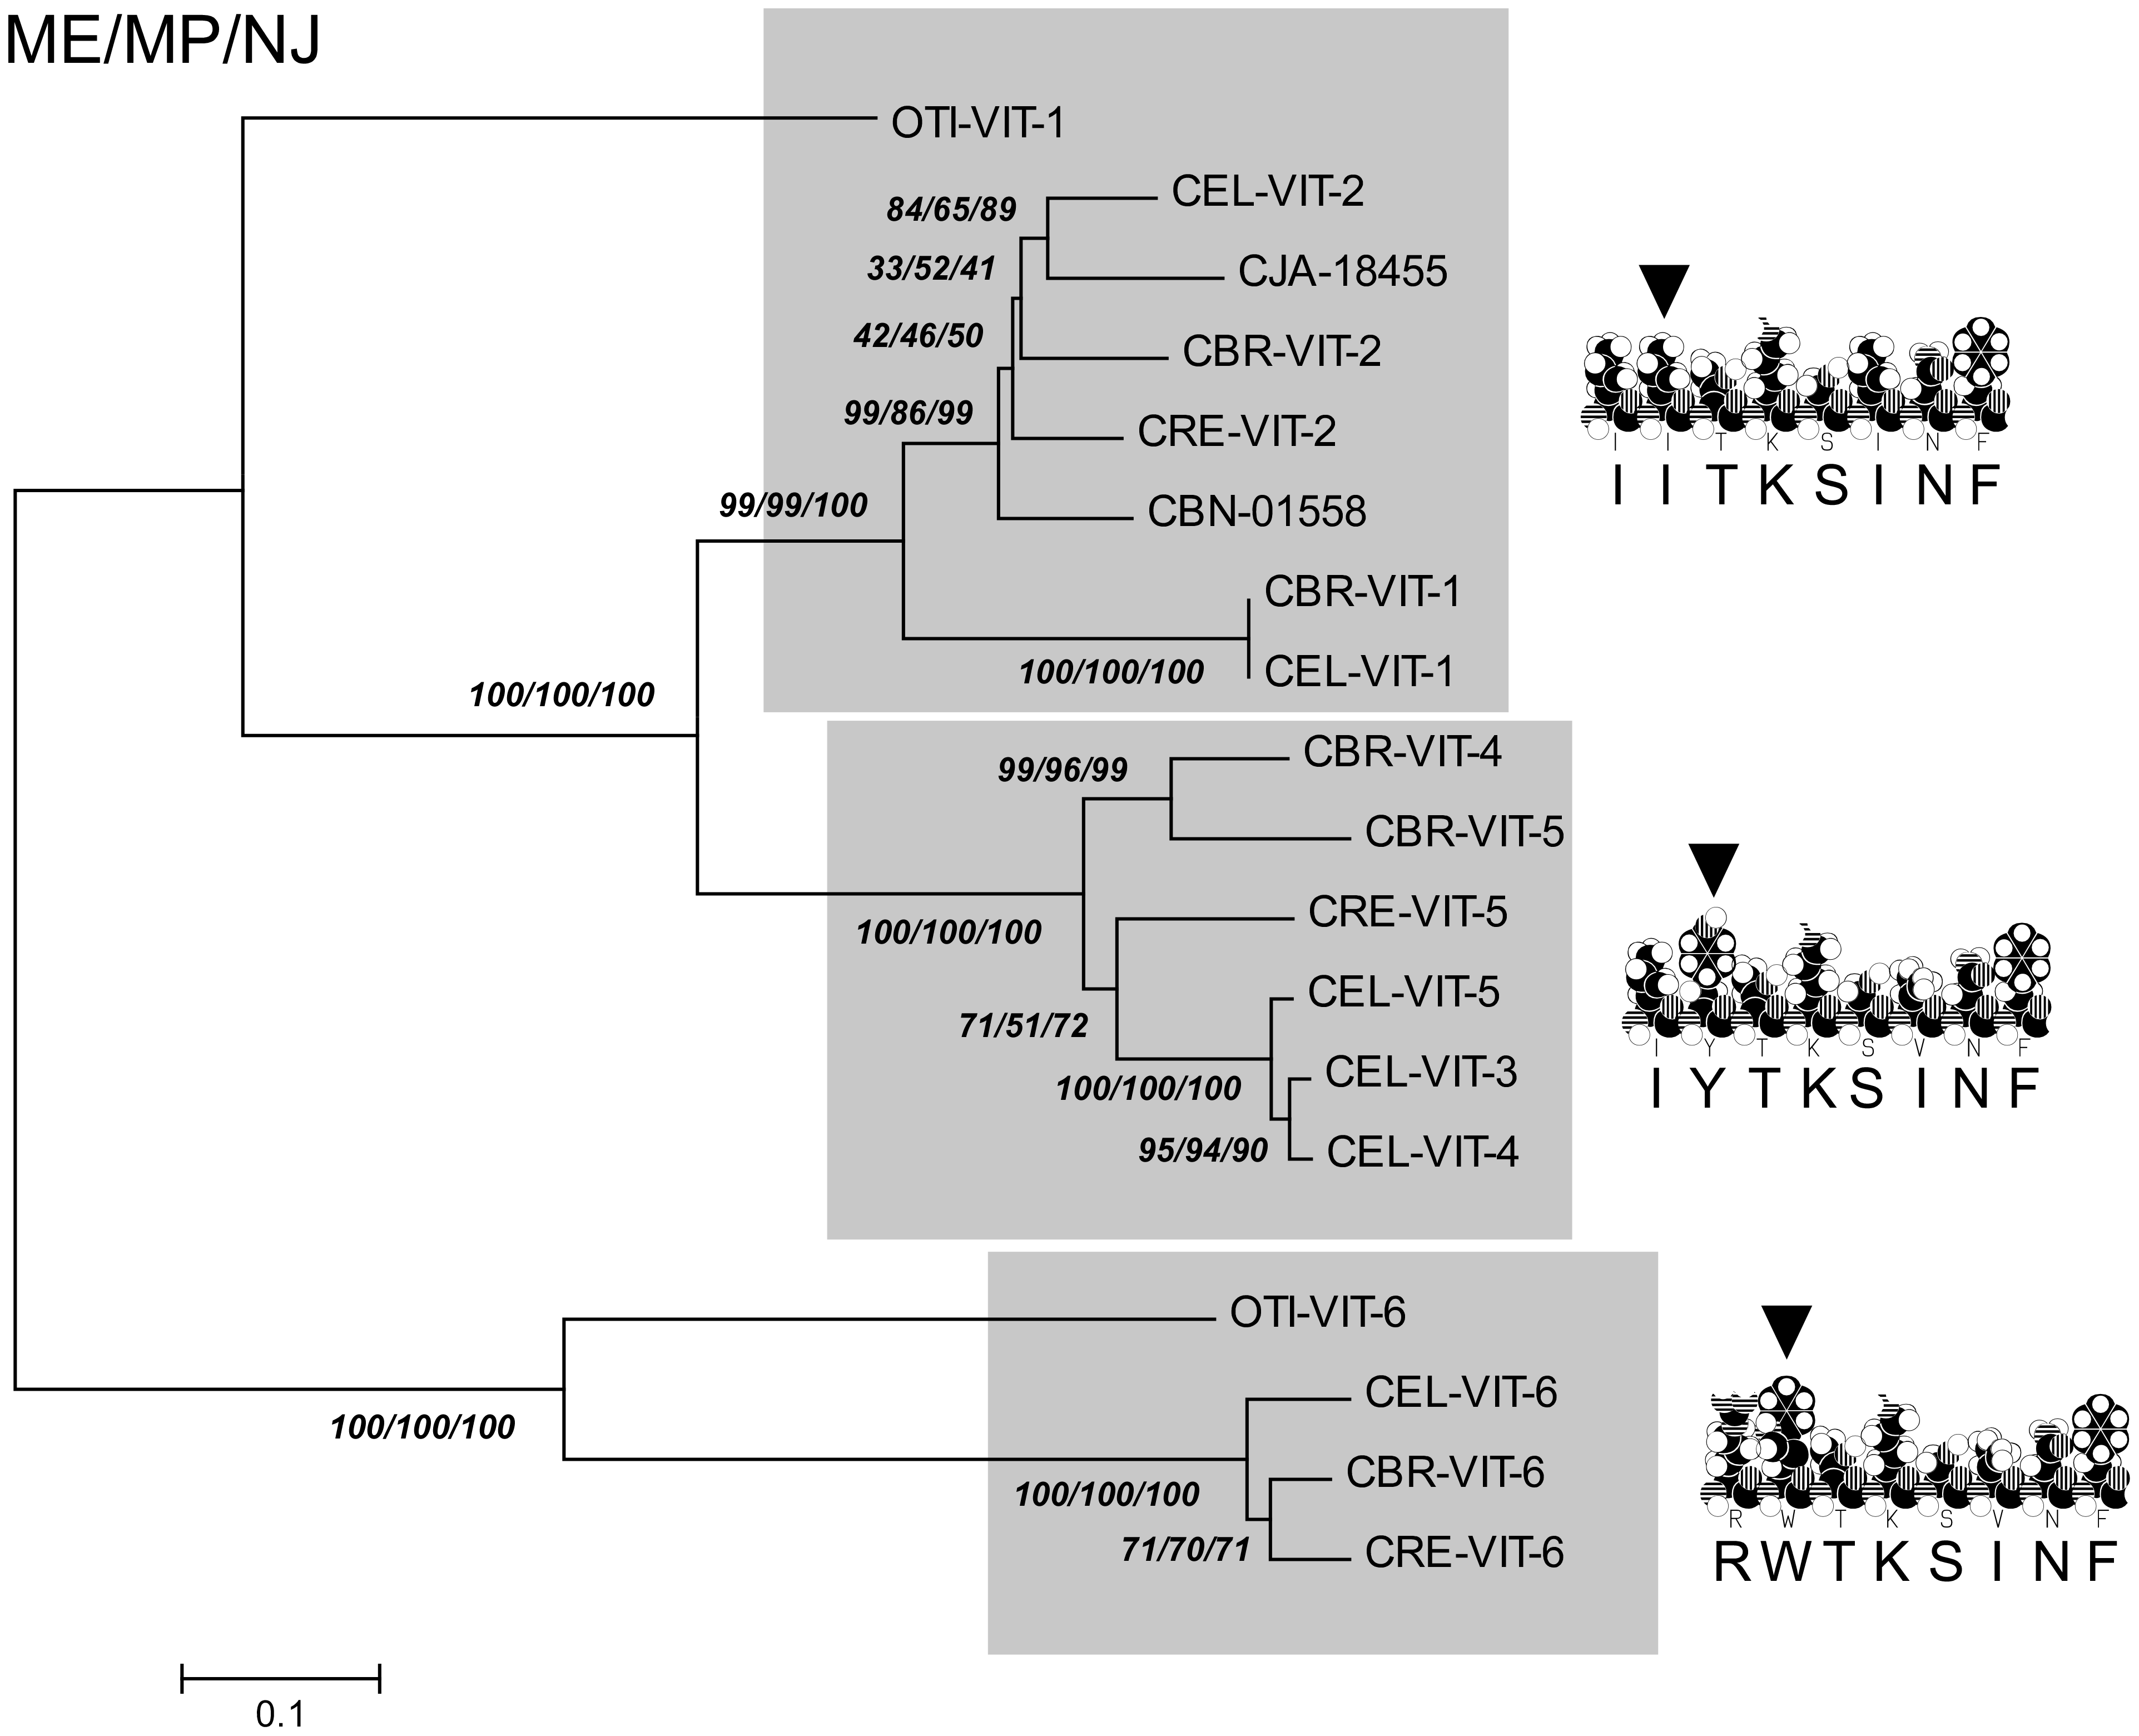 ME/MP/NJ
OTI-VIT-1
CEL-VIT-2
84/65/89
33/52/41
CJA-18455
42/46/50
CBR-VIT-2
99/86/99
CRE-VIT-2
I I T K S I N F
I I T K S I N F
99/99/100
CBN-01558
CBR-VIT-1
100/100/100
CEL-VIT-1
100/100/100
CBR-VIT-4
99/96/99
CBR-VIT-5
CRE-VIT-5
100/100/100
CEL-VIT-5
71/51/72
I Y T K S V N F
I Y T K S I N F
CEL-VIT-3
100/100/100
CEL-VIT-4
95/94/90
OTI-VIT-6
CEL-VIT-6
100/100/100
CBR-VIT-6
100/100/100
R W T K S V N F
R W T K S I N F
71/70/71
CRE-VIT-6
0.1